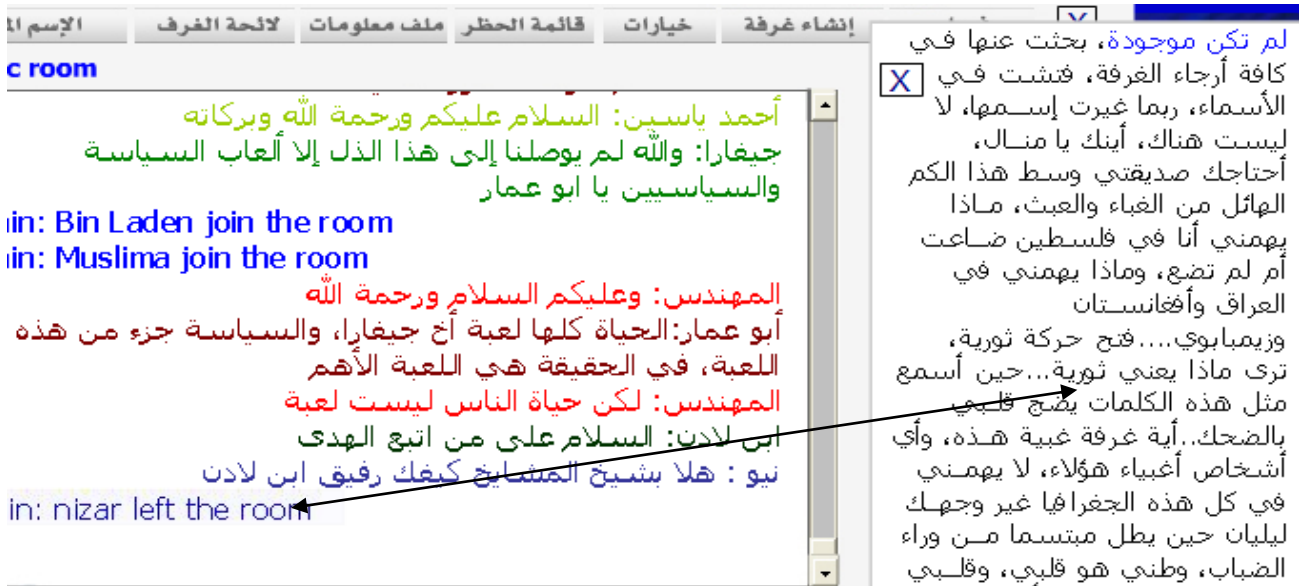 إنشاء غرفة
خيارات
قائمة الحظر
ملف معلومات
لائحة الغرف
الإسم
c room
أحمد ياسين: السلام عليكم ورحمة الله وبركاته
جيفارا: والله لم يوصلنا إلى هذا الذل إلا ألعاب السياسة
والسياسيين يا ابو عمار
in: Bin Laden join the room
in: Muslima join the room
المهندس: وعليكم السلام ورحمة الله
أبو عمار:الحياة كلها لعبة أخ جيفارا، والسياسة جزء من هذه
اللعبة، في الحقيقة هي اللعبة الأهم
المهندس: لكن حياة الناس ليست لعبة
ابن لادن: السلام على من اتبع الهدى
نيو : هلا بشيخ المشايخ كيفك رفيق ابن لادن
in: nizar left the room
X
X
لم تكن موجودة، بحثت عنها في
كافة أرجاء الغرفة، فتشت في
الأسماء، ربما غيرت إسمها، لا
ليست هناك، أينك يا منال،
أحتاجك صديقتي وسط هذا الكم
الهائل من الغباء والعبث، ماذا
يهمني أنا في فلسطين ضاعت
أم لم تضع، وماذا يهمني في
العراق وأفغانستان
وزيمبابوي....فتح حركة ثورية،
ترى ماذا يعني ثورية...حين أسمع
مثل هذه الكلمات يضج قلبي
بالضحك..أية غرفة غبية هذه، وأي
أشخاص أغبياء هؤلاء، لا يهمني
في كل هذه الجغرافيا غير وجهك
ليليان حين يطل مبتسما من وراء
الضباب، وطني هو قلبي، وقلبي